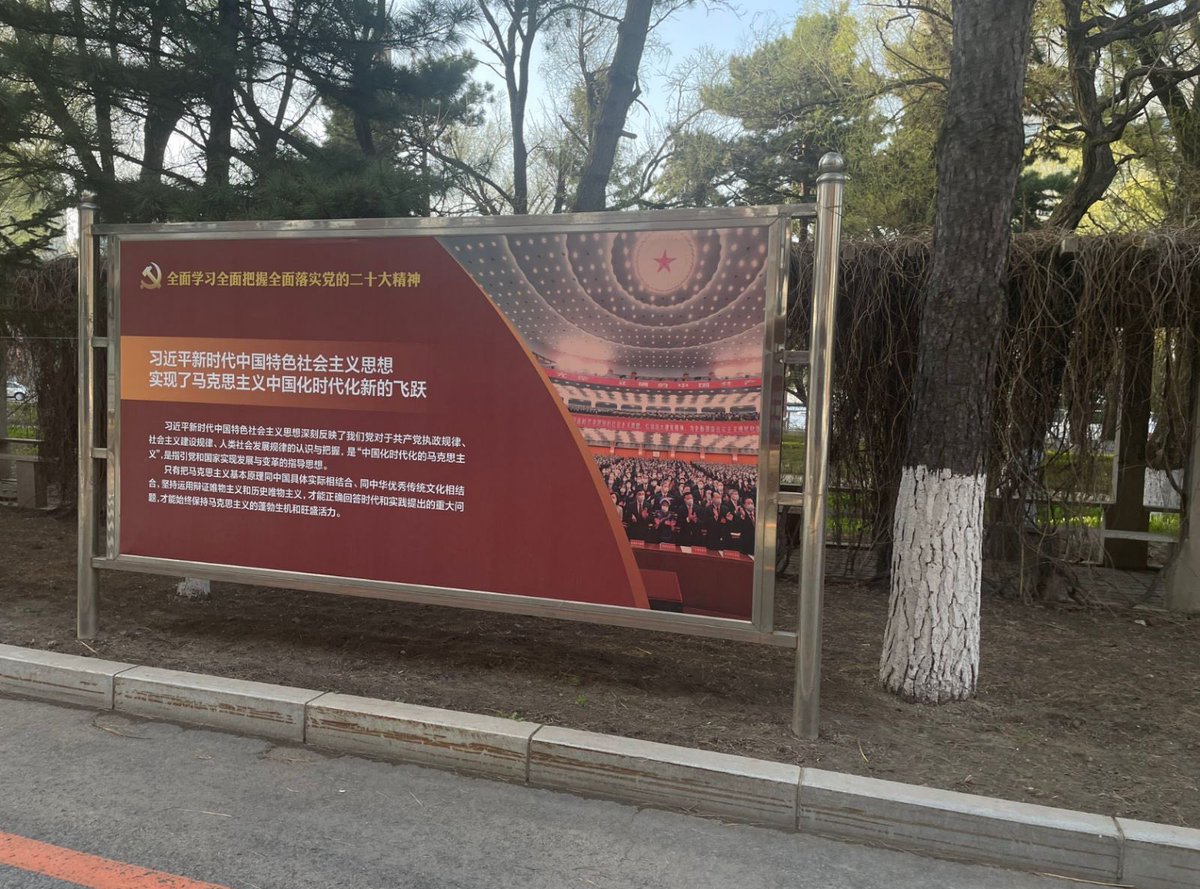 全面学习全面把握全面落实党的二十大精神
习近平新时代中国特色社会主义思想
实现了马克思主义中国化时代化新的飞跃
习近平新时代中国特色社会主义思想深刻反映了我们党对于共产党执政规律、
社会主义建设规律、人类社会发展规律的认识与把握，是“中国化时代化的马克思主
义”，是指引党和国家实现发展与变革的指导思想。
只有把马克思主义基本原理同中国具体实际相结合、同中华优秀传统文化相结
合，坚持运用辩证唯物主义和历史唯物主义，才能正确回答时代和实践提出的重大问
题，才能始终保持马克思主义的蓬勃生机和旺盛活力。